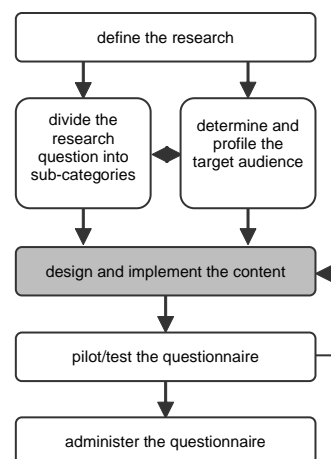 define the research
divide the
research
question into
sub-categories
determine and
profile the
target audience
design and implement the content
pilot/test the questionnaire
administer the questionnaire